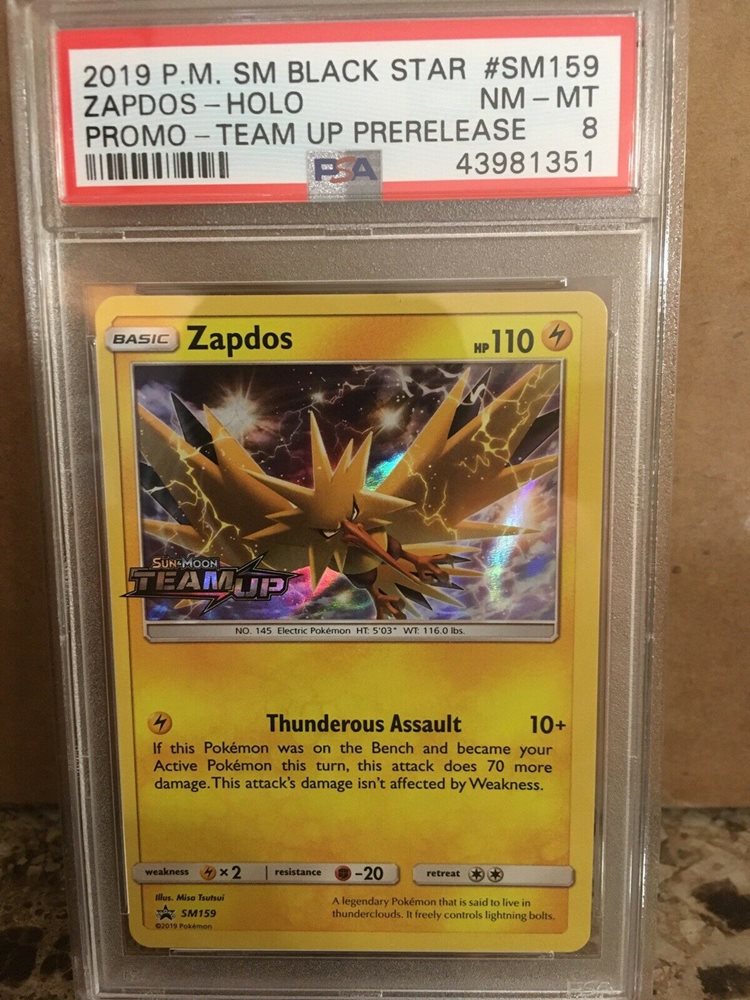 2019 P.M. SM BLACK STAR #SM159
ZAPDOS - HOLO NM - MT
PROMO - TEAM UP PRERELEASE 8
PSA 43981351
BASIC Zapdos HP 110
SUN & MOON
TEAM UP
NO. 145 Electric Pokémon HT: 5'03" WT: 116.0 lbs.
Thunderous Assault 10+
If this Pokémon was on the Bench and became your
Active Pokémon this turn, this attack does 70 more
damage. This attack's damage isn't affected by Weakness.
weakness ×2 resistance -20 retreat
Illus. Misa Tsutsui
SM159
©2019 Pokémon
A legendary Pokémon that is said to live in
thunderclouds. It freely controls lightning bolts.
PSA